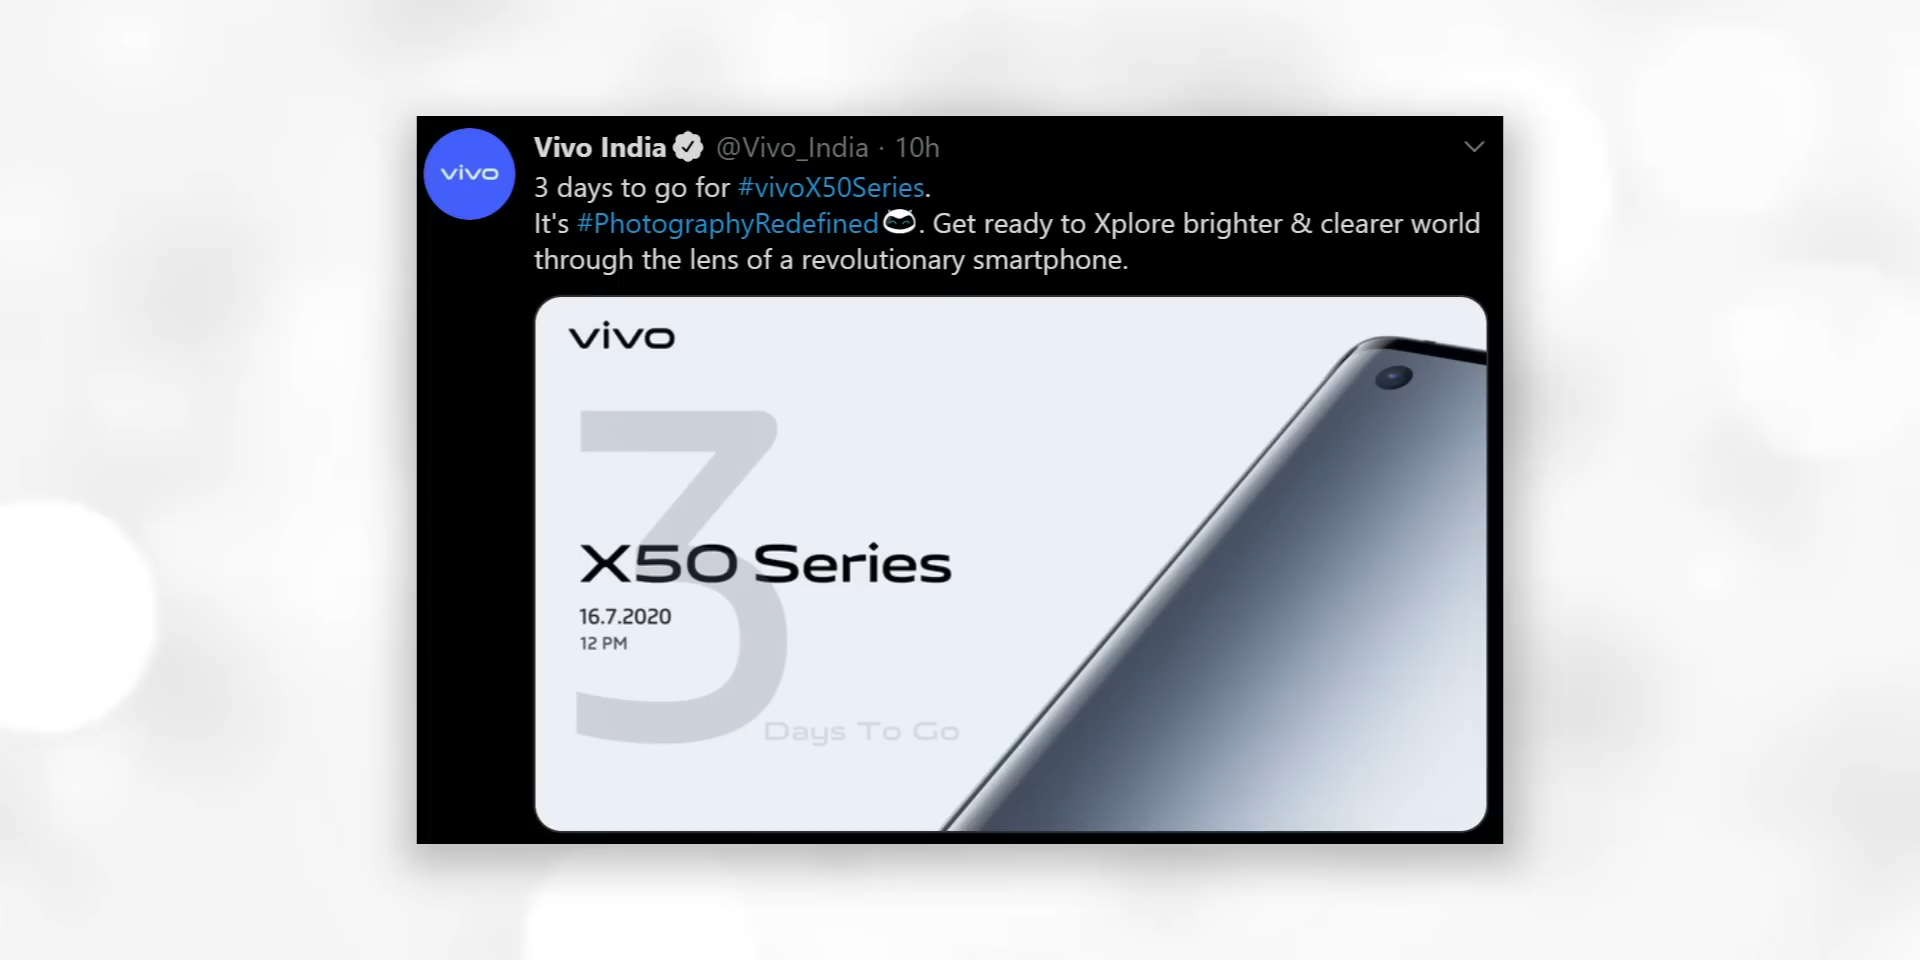 vivo
Vivo India @Vivo_India · 10h
3 days to go for #vivoX50Series.
It's #PhotographyRedefined. Get ready to Xplore brighter & clearer world
through the lens of a revolutionary smartphone.
vivo
3
X50 Series
16.7.2020
12 PM
Days To Go